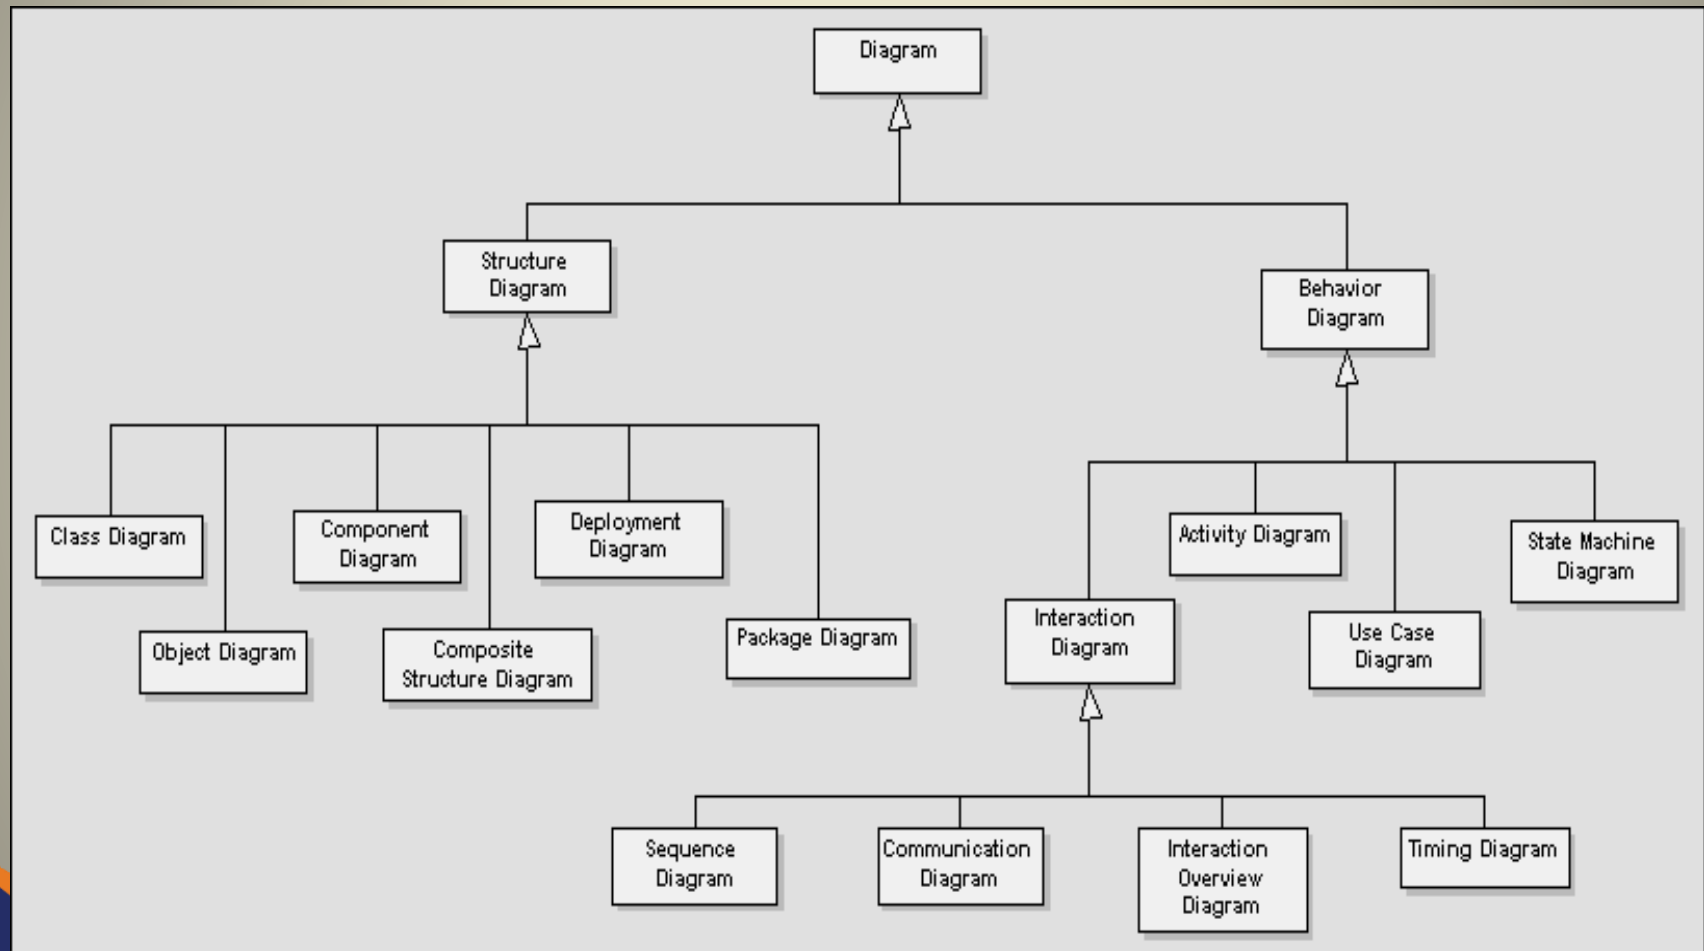 Diagram
Structure
Diagram
Behavior
Diagram
Class Diagram
Component
Diagram
Deployment
Diagram
Activity Diagram
State Machine
Diagram
Object Diagram
Composite
Structure Diagram
Package Diagram
Interaction
Diagram
Use Case
Diagram
Sequence
Diagram
Communication
Diagram
Interaction
Overview
Diagram
Timing Diagram